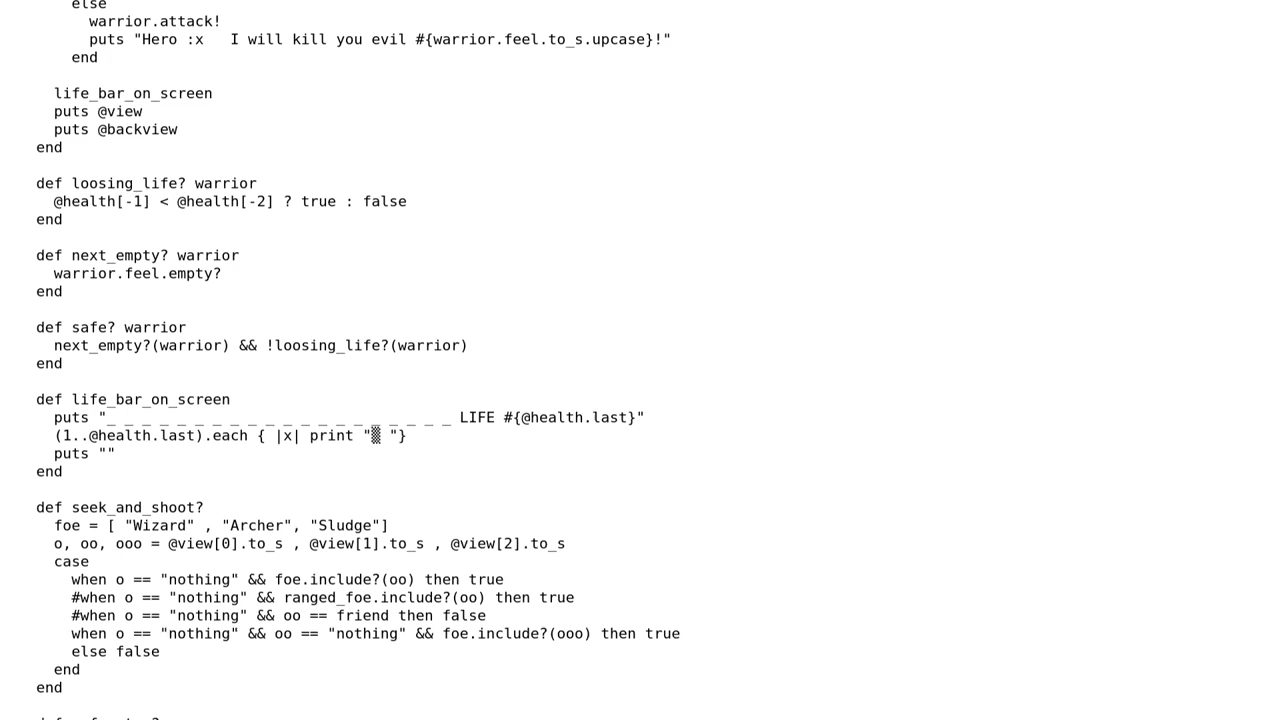 else
warrior.attack!
puts "Hero :x   I will kill you evil #{warrior.feel.to_s.upcase}!"
end
life_bar_on_screen
puts @view
puts @backview
end
def loosing_life? warrior
@health[-1] < @health[-2] ? true : false
end
def next_empty? warrior
warrior.feel.empty?
end
def safe? warrior
next_empty?(warrior) && !loosing_life?(warrior)
end
def life_bar_on_screen
puts "_ _ _ _ _ _ _ _ _ _ _ _ _ _ _ _ _ _ _ _ LIFE #{@health.last}"
(1..@health.last).each { |x| print "▒ "}
puts ""
end
def seek_and_shoot?
foe = [ "Wizard" , "Archer", "Sludge"]
o, oo, ooo = @view[0].to_s , @view[1].to_s , @view[2].to_s
case
when o == "nothing" && foe.include?(oo) then true
#when o == "nothing" && ranged_foe.include?(oo) then true
#when o == "nothing" && oo == friend then false
when o == "nothing" && oo == "nothing" && foe.include?(ooo) then true
else false
end
end